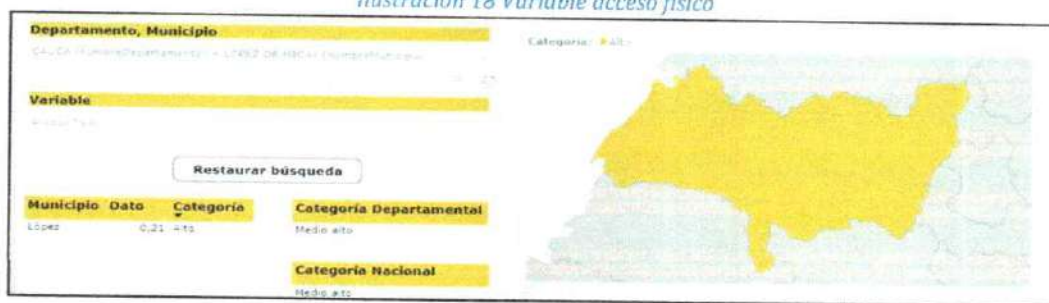 Ilustración 18 Variable acceso físico
Departamento, Municipio
Categoría: Alto
Variable
Restaurar búsqueda
Municipio Dato Categoría
López 0,21 Alto
Categoría Departamental
Medio alto
Categoría Nacional
Medio alto